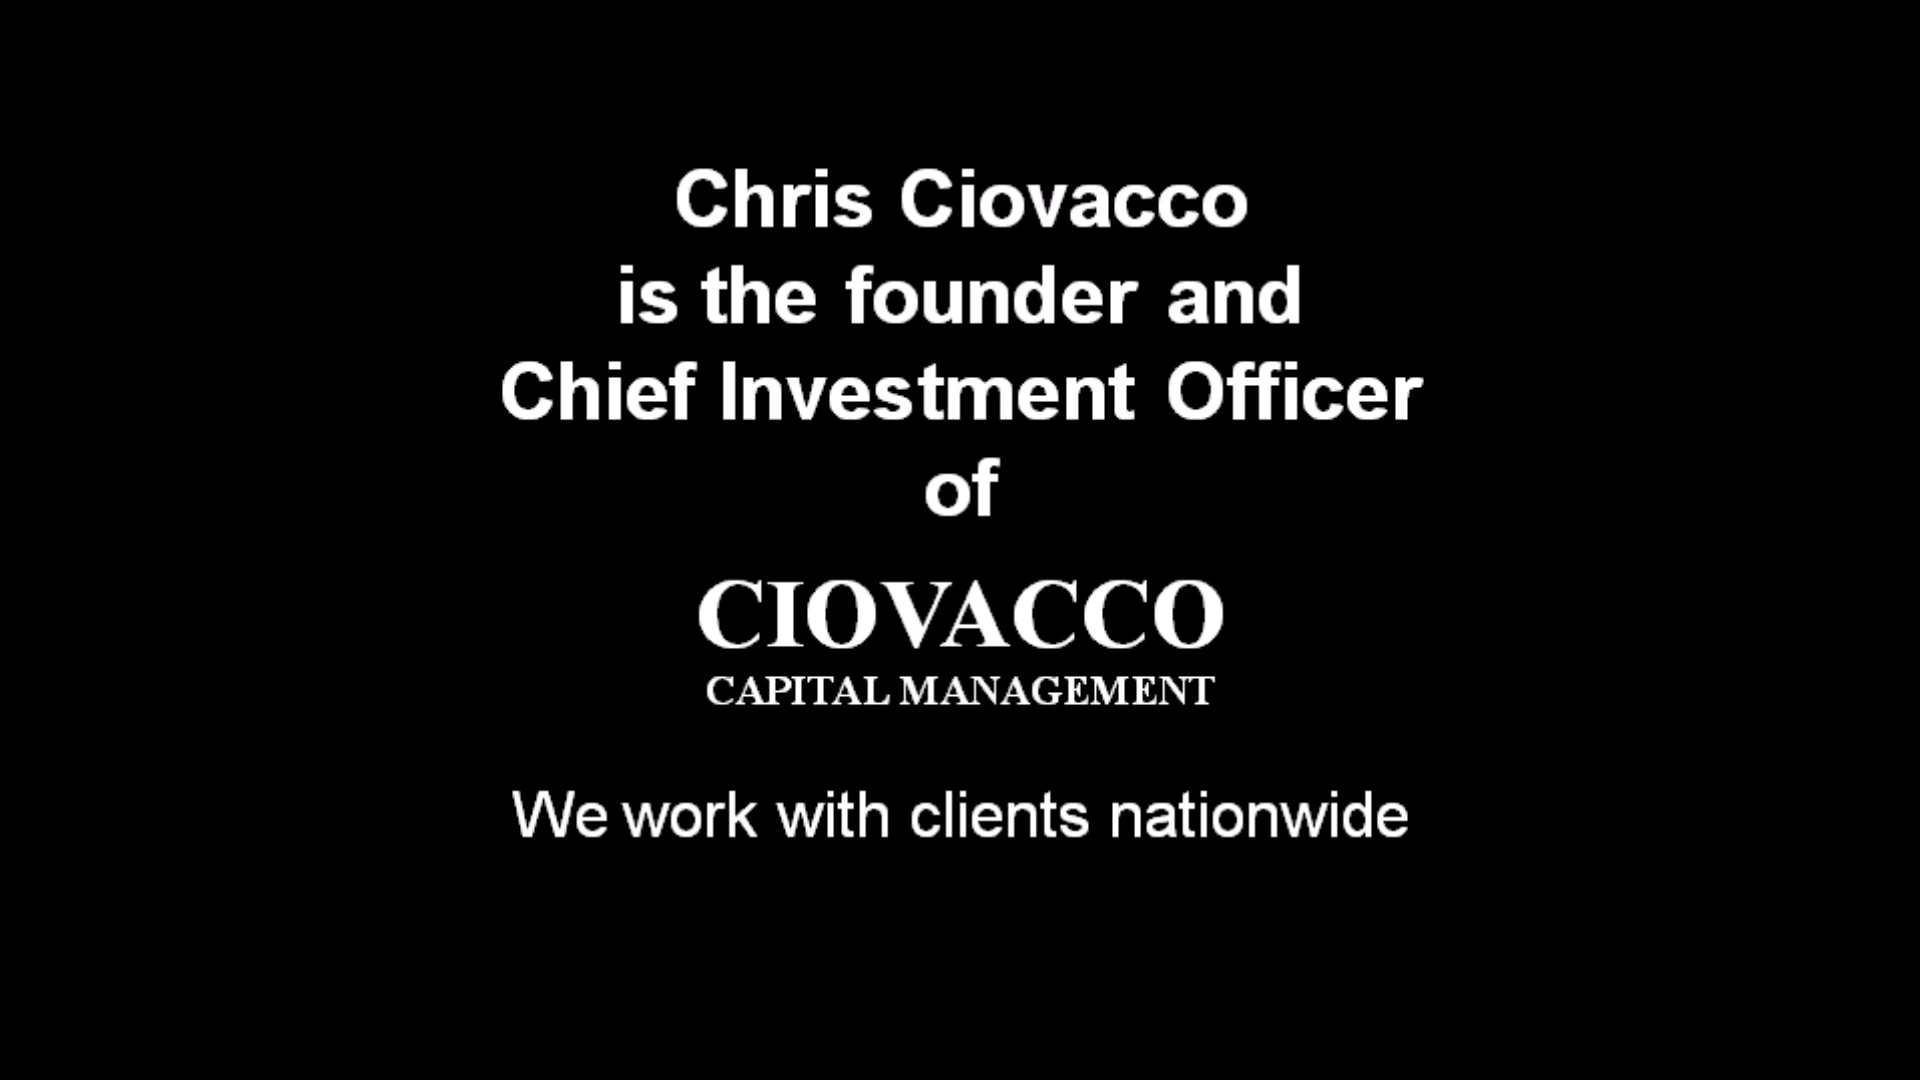 Chris Ciovacco
is the founder and
Chief Investment Officer
of
CIOVACCO
CAPITAL MANAGEMENT
We work with clients nationwide